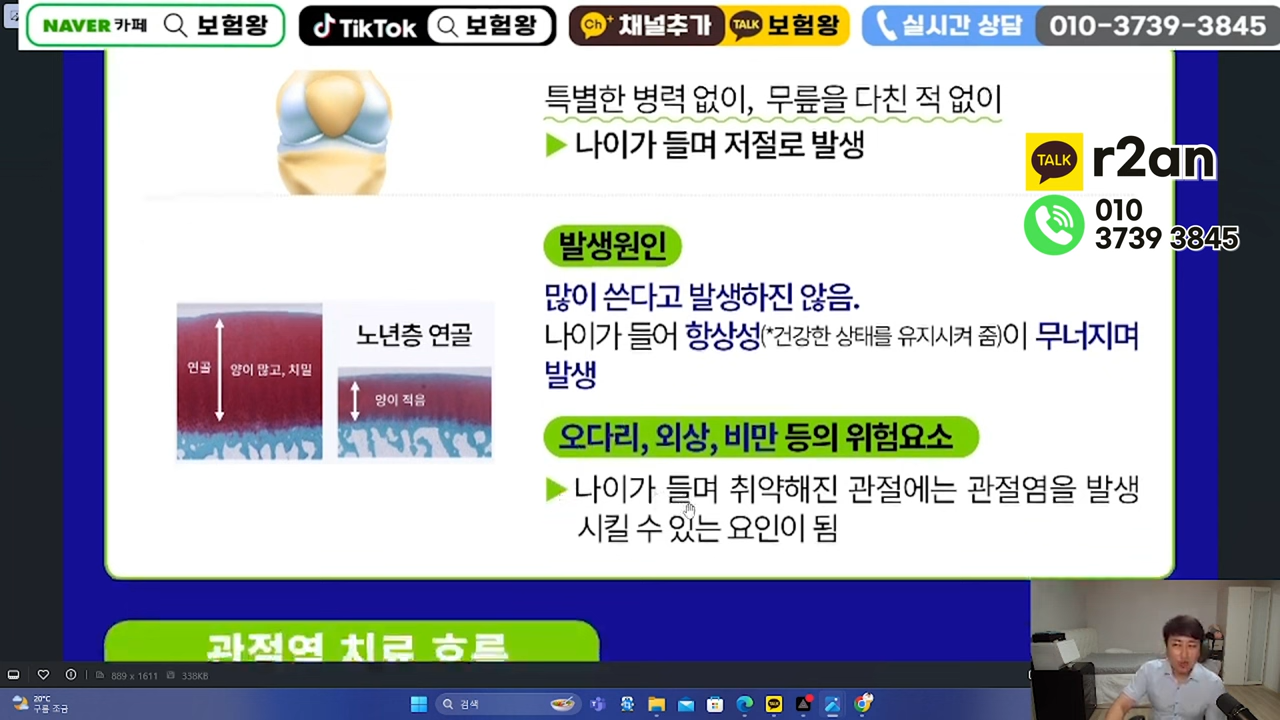 NAVER 카페 보험왕
TikTok 보험왕
Ch+ 채널추가 TALK 보험왕
실시간 상담 010-3739-3845
특별한 병력 없이, 무릎을 다친 적 없이
▶ 나이가 들며 저절로 발생
TALK r2an
010
3739 3845
발생원인
많이 쓴다고 발생하진 않음.
나이가 들어 항상성(*건강한 상태를 유지시켜 줌)이 무너지며
발생
노년층 연골
연골 양이 많고, 치밀
양이 적음
오다리, 외상, 비만 등의 위험요소
▶ 나이가 들며 취약해진 관절에는 관절염을 발생
시킬 수 있는 요인이 됨
관절염 치료 흐름
889 x 1611 338KB
20°C
구름 조금
검색